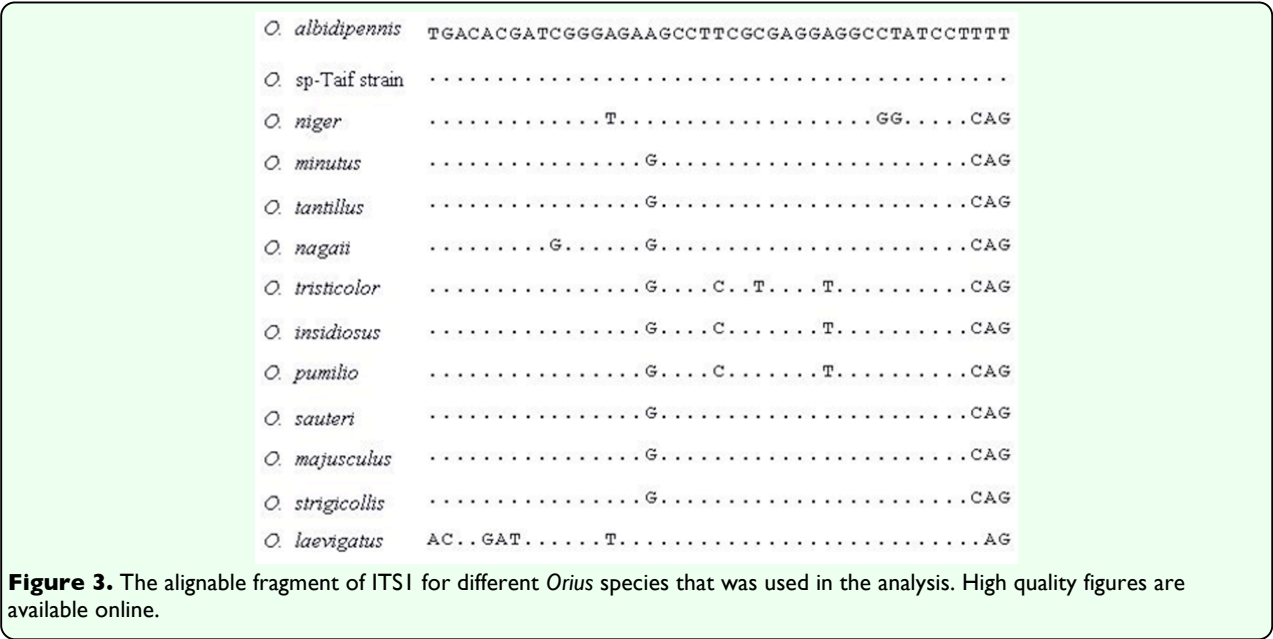 O. albidipennis TGACACGATCGGGAGAAGCCTTCGCGAGGAGGCCTATCCTTTT
O. sp-Taif strain ...........................................
O. niger .............T...................GG.....CAG
O. minutus ................G.......................CAG
O. tantillus ................G.......................CAG
O. nagaii .........G......G.......................CAG
O. tristicolor ................G....C..T....T..........CAG
O. insidiosus ................G....C.......T..........CAG
O. pumilio ................G....C.......T..........CAG
O. sauteri ................G.......................CAG
O. majusculus ................G.......................CAG
O. strigicollis ................G.......................CAG
O. laevigatus AC..GAT......T...........................AG
Figure 3. The alignable fragment of ITS1 for different Orius species that was used in the analysis. High quality figures are
available online.